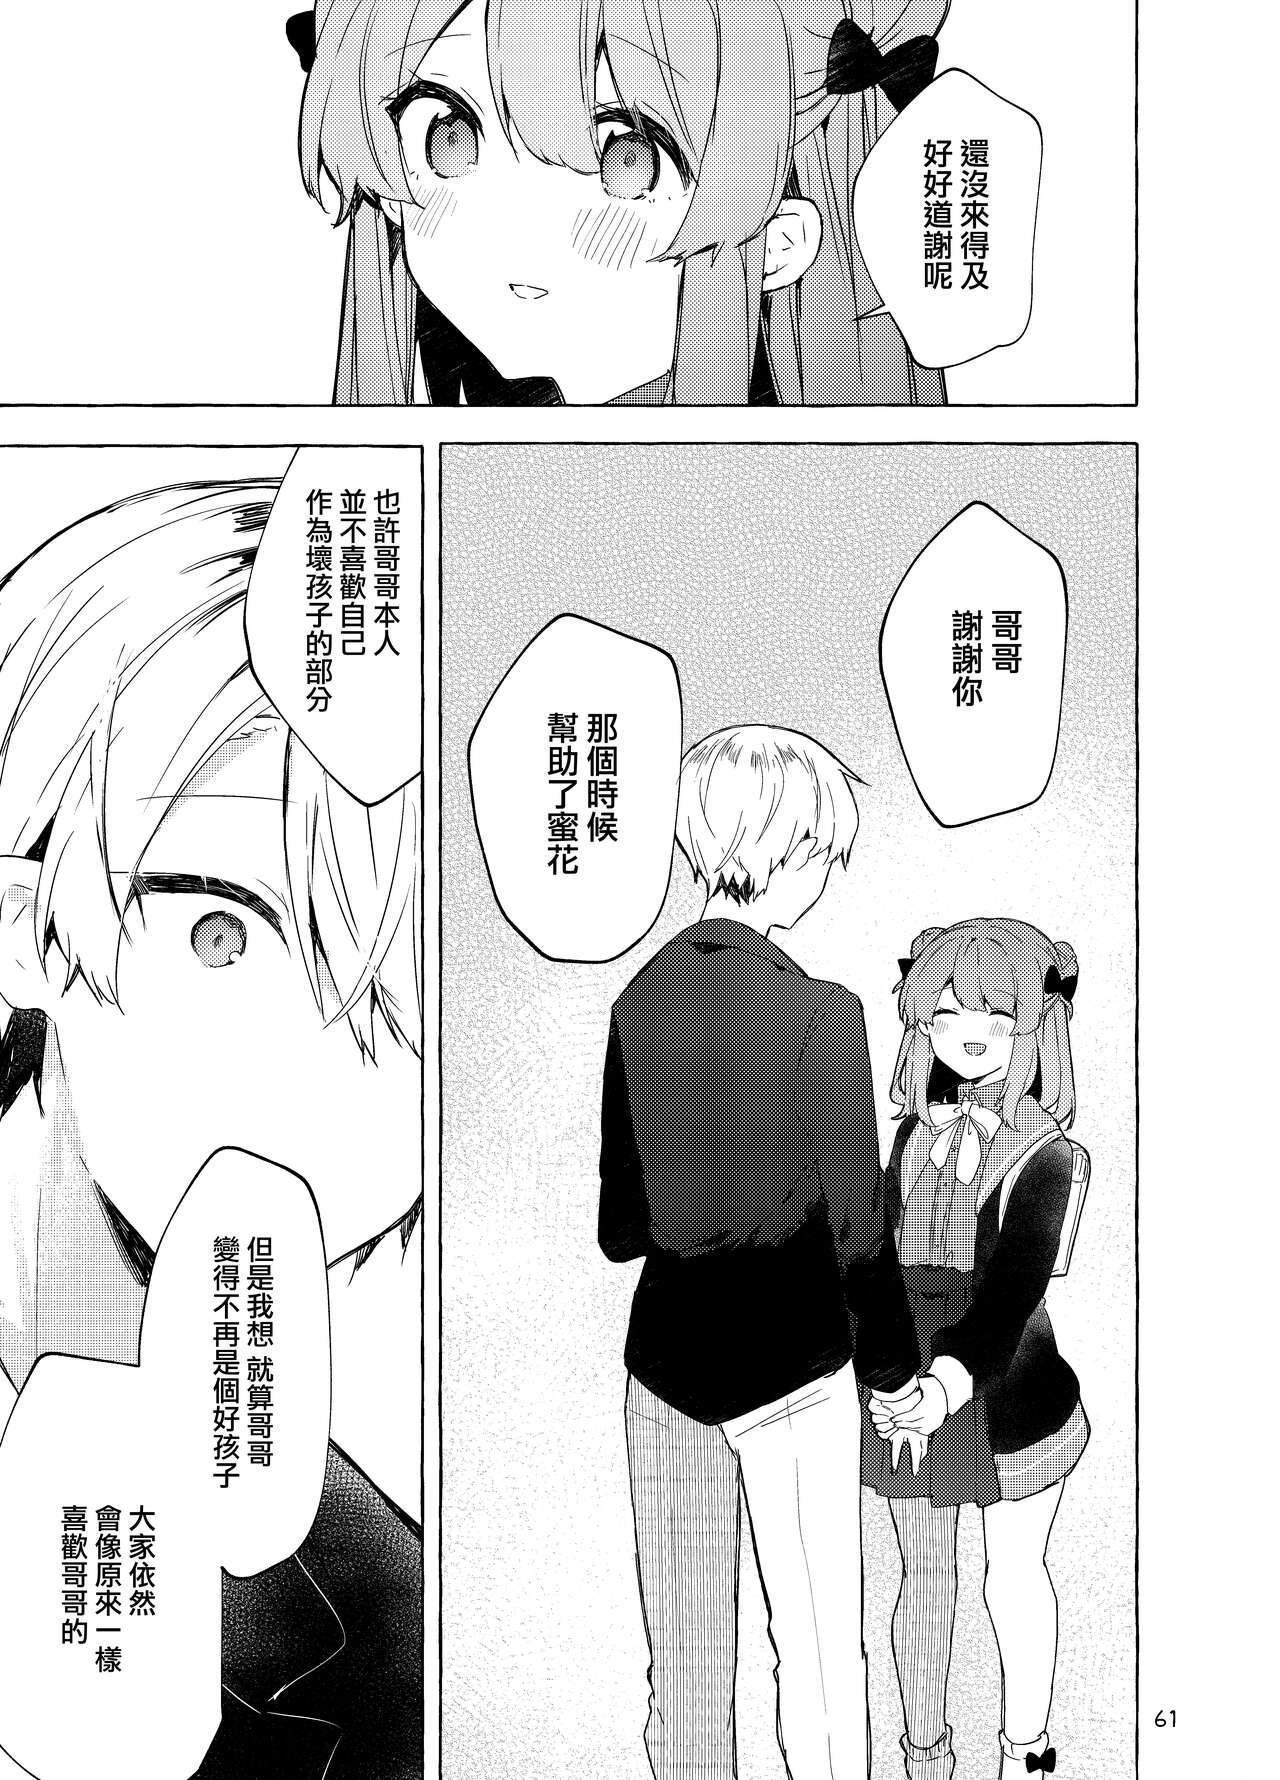 還沒來得及
好好道謝呢
哥哥
謝謝你
那個時候
幫助了蜜花
也許哥哥本人
並不喜歡自己
作為壞孩子的部分
但是我想 就算哥哥
變得不再是個好孩子
大家依然
會像原來一樣
喜歡哥哥的
61